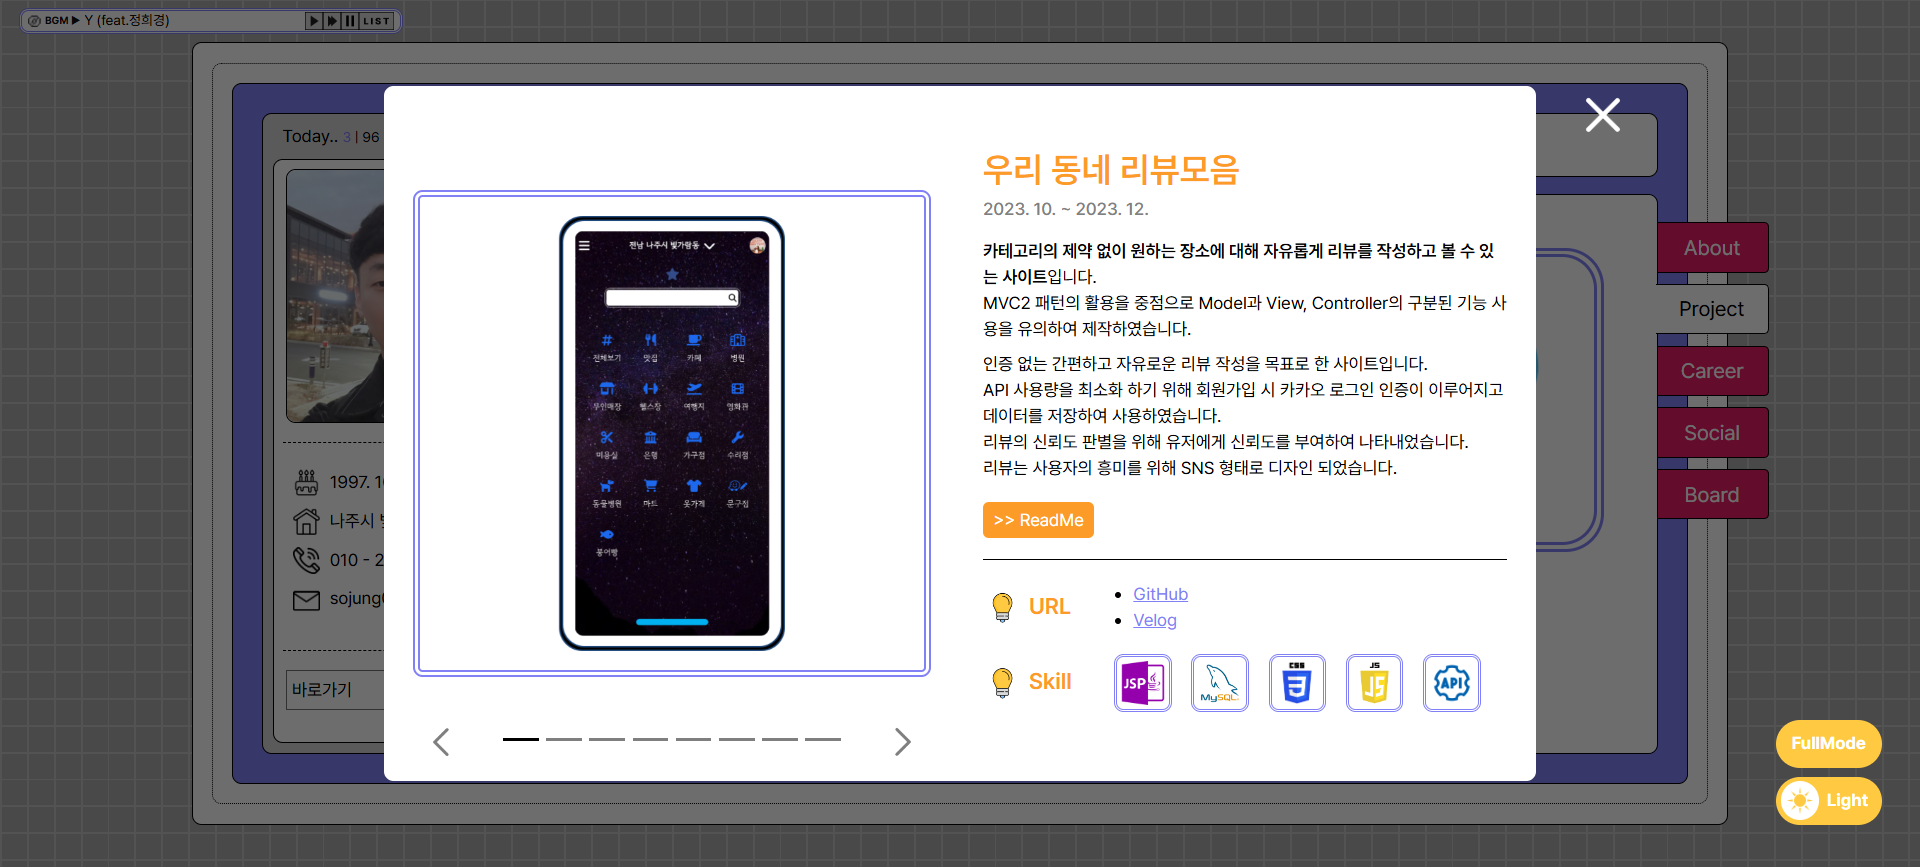 BGM ▶ Y (feat.정희경)
LIST
Today.. 3 | 96
1997. 1
나주시
010 - 2
sojung
바로가기
전남 나주시 빛가람동
전체보기 맛집 카페 병원
무인매장 헬스장 여행지 영화관
미용실 은행 가구점 수리점
동물병원 마트 옷가게 문구점
붕어빵
우리 동네 리뷰모음
2023. 10. ~ 2023. 12.
카테고리의 제약 없이 원하는 장소에 대해 자유롭게 리뷰를 작성하고 볼 수 있
는 사이트입니다.
MVC2 패턴의 활용을 중점으로 Model과 View, Controller의 구분된 기능 사
용을 유의하여 제작하였습니다.
인증 없는 간편하고 자유로운 리뷰 작성을 목표로 한 사이트입니다.
API 사용량을 최소화 하기 위해 회원가입 시 카카오 로그인 인증이 이루어지고
데이터를 저장하여 사용하였습니다.
리뷰의 신뢰도 판별을 위해 유저에게 신뢰도를 부여하여 나타내었습니다.
리뷰는 사용자의 흥미를 위해 SNS 형태로 디자인 되었습니다.
>> ReadMe
URL
GitHub
Velog
Skill
JSP
MySQL
CSS
3
JS
JS
API
About
Project
Career
Social
Board
FullMode
Light